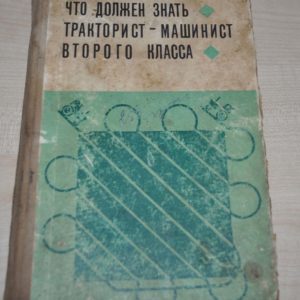 ЧТО ДОЛЖЕН ЗНАТЬ
ТРАКТОРИСТ-МАШИНИСТ
ВТОРОГО КЛАССА